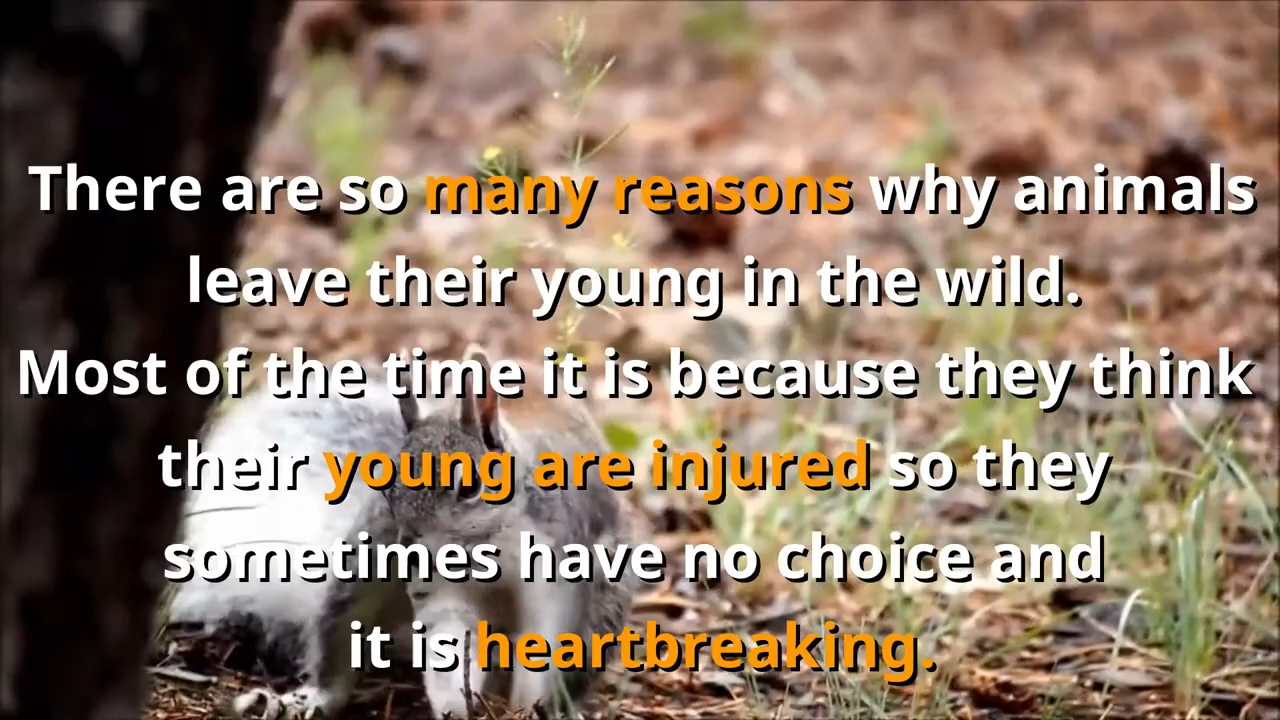 There are so many reasons why animals
leave their young in the wild.
Most of the time it is because they think
their young are injured so they
sometimes have no choice and
it is heartbreaking.